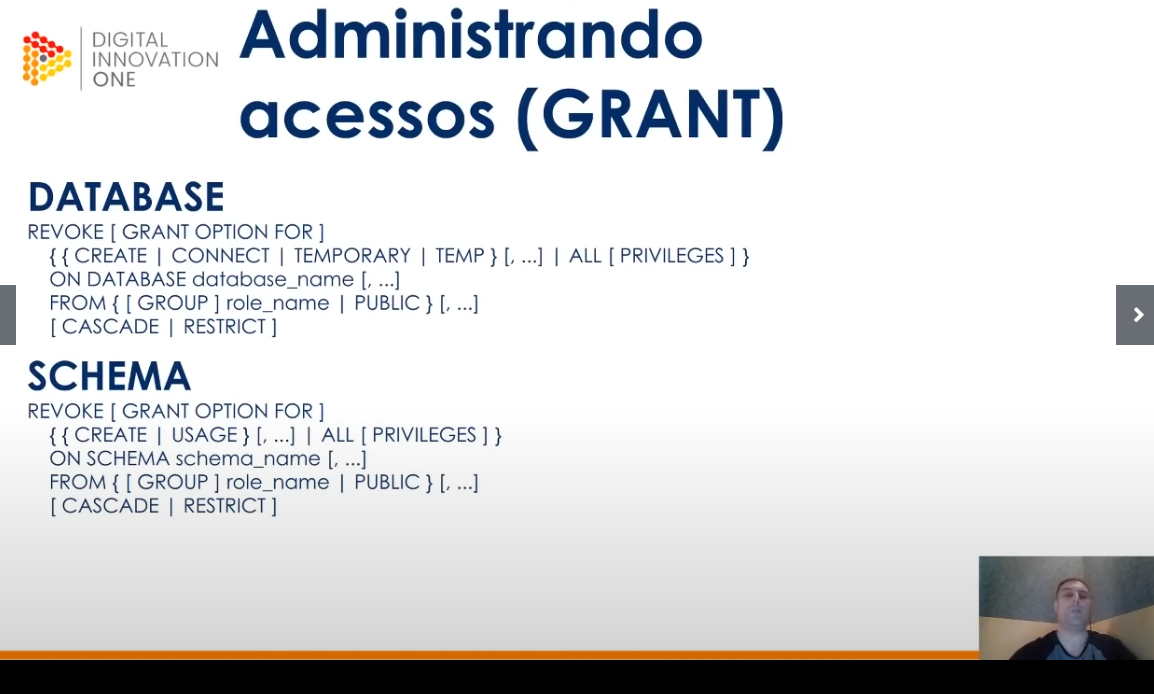 DIGITAL
INNOVATION
ONE
Administrando
acessos (GRANT)
DATABASE
REVOKE [ GRANT OPTION FOR ]
{ { CREATE | CONNECT | TEMPORARY | TEMP } [, ...] | ALL [ PRIVILEGES ] }
ON DATABASE database_name [, ...]
FROM { [ GROUP ] role_name | PUBLIC } [, ...]
[ CASCADE | RESTRICT ]
SCHEMA
REVOKE [ GRANT OPTION FOR ]
{ { CREATE | USAGE } [, ...] | ALL [ PRIVILEGES ] }
ON SCHEMA schema_name [, ...]
FROM { [ GROUP ] role_name | PUBLIC } [, ...]
[ CASCADE | RESTRICT ]